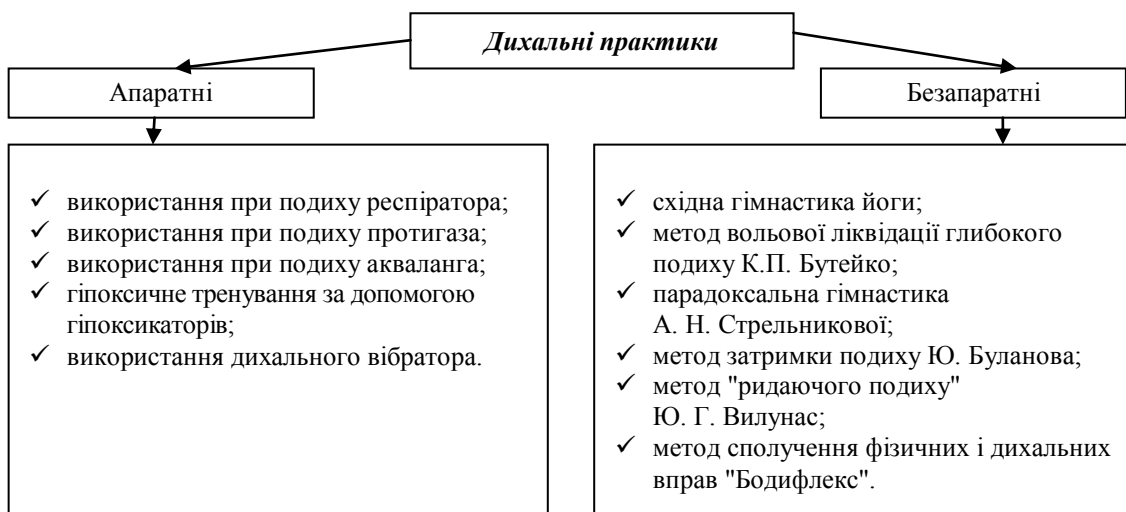 Дихальні практики
Апаратні
Безапаратні
✓ використання при подиху респіратора;
✓ використання при подиху протигаза;
✓ використання при подиху акваланга;
✓ гіпоксичне тренування за допомогою
гіпоксикаторів;
✓ використання дихального вібратора.
✓ східна гімнастика йоги;
✓ метод вольової ліквідації глибокого
подиху К.П. Бутейко;
✓ парадоксальна гімнастика
А. Н. Стрельникової;
✓ метод затримки подиху Ю. Буланова;
✓ метод "ридаючого подиху"
Ю. Г. Вилунас;
✓ метод сполучення фізичних і дихальних
вправ "Бодифлекс".